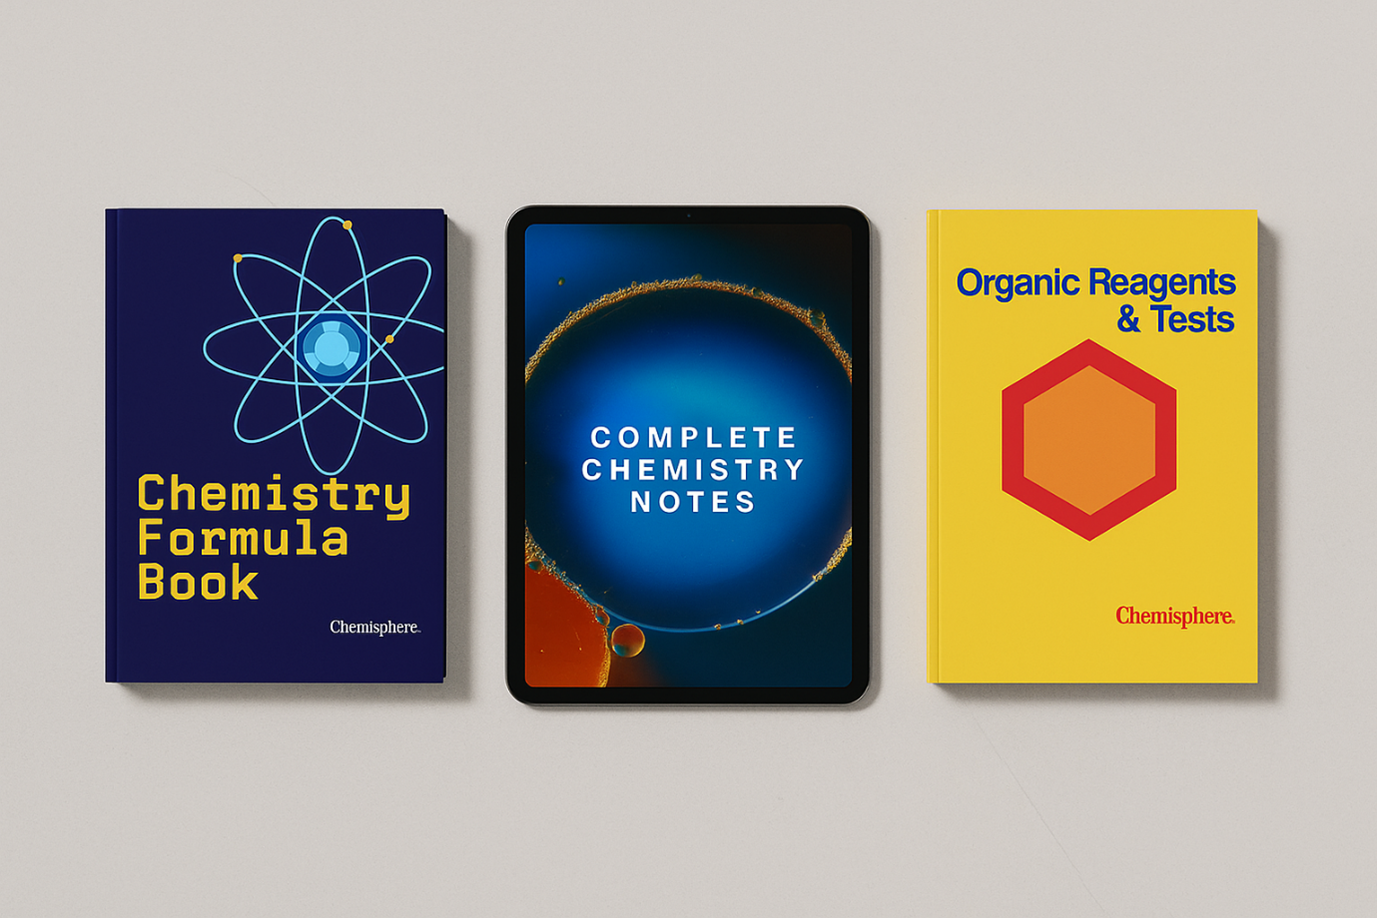 Chemistry
Formula
Book
Chemisphere
COMPLETE
CHEMISTRY
NOTES
Organic Reagents
& Tests
Chemisphere